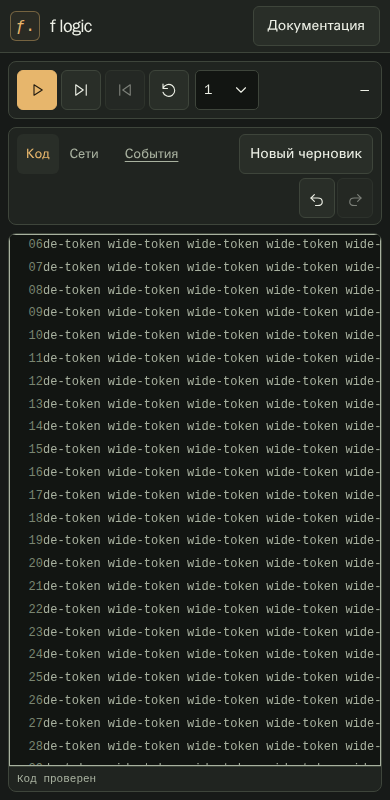 f. f logic Документация
1 –
Код Сети События Новый черновик
06de-token wide-token wide-token wide-token wide-
07de-token wide-token wide-token wide-token wide-
08de-token wide-token wide-token wide-token wide-
09de-token wide-token wide-token wide-token wide-
10de-token wide-token wide-token wide-token wide-
11de-token wide-token wide-token wide-token wide-
12de-token wide-token wide-token wide-token wide-
13de-token wide-token wide-token wide-token wide-
14de-token wide-token wide-token wide-token wide-
15de-token wide-token wide-token wide-token wide-
16de-token wide-token wide-token wide-token wide-
17de-token wide-token wide-token wide-token wide-
18de-token wide-token wide-token wide-token wide-
19de-token wide-token wide-token wide-token wide-
20de-token wide-token wide-token wide-token wide-
21de-token wide-token wide-token wide-token wide-
22de-token wide-token wide-token wide-token wide-
23de-token wide-token wide-token wide-token wide-
24de-token wide-token wide-token wide-token wide-
25de-token wide-token wide-token wide-token wide-
26de-token wide-token wide-token wide-token wide-
27de-token wide-token wide-token wide-token wide-
28de-token wide-token wide-token wide-token wide-
Код проверен